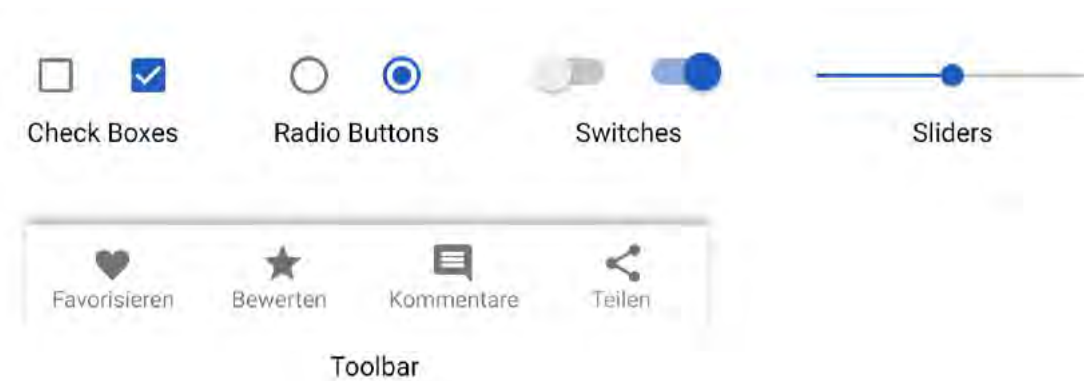 Check Boxes Radio Buttons Switches Sliders
Favorisieren Bewerten Kommentare Teilen
Toolbar